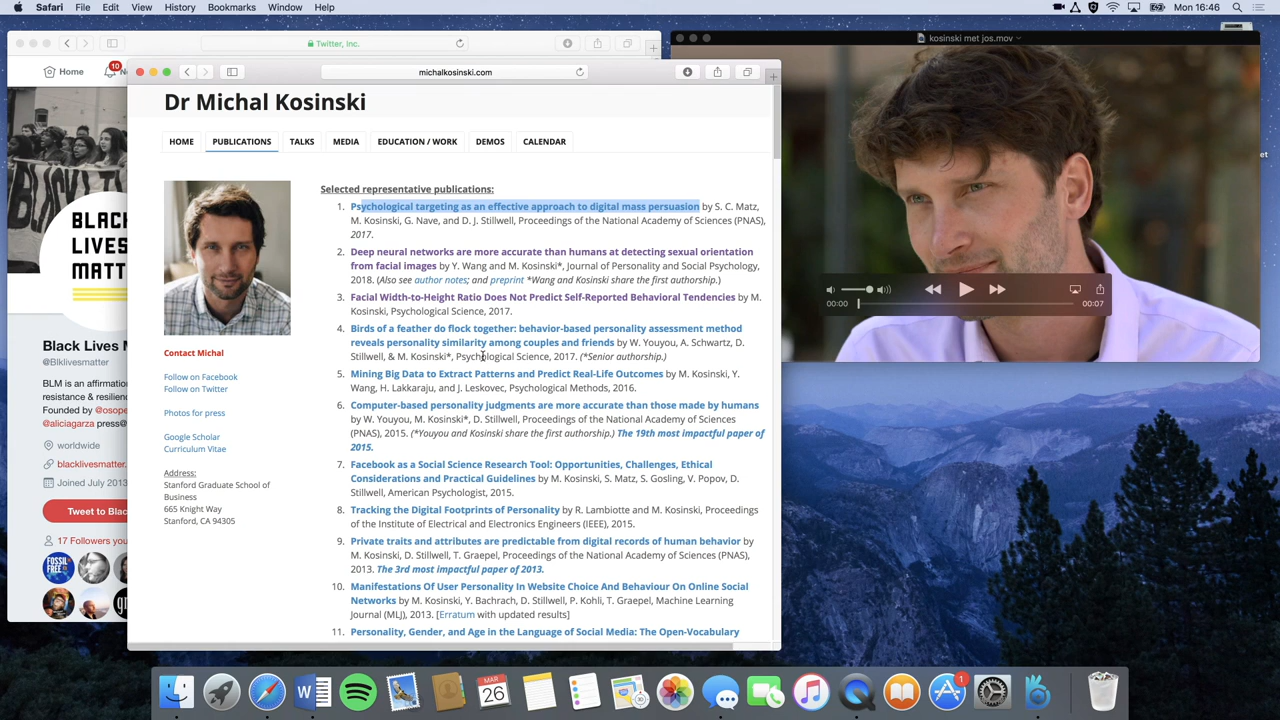 Safari File Edit View History Bookmarks Window Help
Mon 16:46
Twitter, Inc.
Home
10
kosinski met jos.mov
michalkosinski.com
Dr Michal Kosinski
HOME PUBLICATIONS TALKS MEDIA EDUCATION / WORK DEMOS CALENDAR
Selected representative publications:
1. Psychological targeting as an effective approach to digital mass persuasion by S. C. Matz,
M. Kosinski, G. Nave, and D. J. Stillwell, Proceedings of the National Academy of Sciences (PNAS),
2017.
2. Deep neural networks are more accurate than humans at detecting sexual orientation
from facial images by Y. Wang and M. Kosinski*, Journal of Personality and Social Psychology,
2018. (Also see author notes; and preprint *Wang and Kosinski share the first authorship.)
3. Facial Width-to-Height Ratio Does Not Predict Self-Reported Behavioral Tendencies by M.
Kosinski, Psychological Science, 2017.
4. Birds of a feather do flock together: behavior-based personality assessment method
reveals personality similarity among couples and friends by W. Youyou, A. Schwartz, D.
Stillwell, & M. Kosinski*, Psychological Science, 2017. (*Senior authorship.)
5. Mining Big Data to Extract Patterns and Predict Real-Life Outcomes by M. Kosinski, Y.
Wang, H. Lakkaraju, and J. Leskovec, Psychological Methods, 2016.
6. Computer-based personality judgments are more accurate than those made by humans
by W. Youyou, M. Kosinski*, D. Stillwell, Proceedings of the National Academy of Sciences
(PNAS), 2015. (*Youyou and Kosinski share the first authorship.) The 19th most impactful paper of
2015.
7. Facebook as a Social Science Research Tool: Opportunities, Challenges, Ethical
Considerations and Practical Guidelines by M. Kosinski, S. Matz, S. Gosling, V. Popov, D.
Stillwell, American Psychologist, 2015.
8. Tracking the Digital Footprints of Personality by R. Lambiotte and M. Kosinski, Proceedings
of the Institute of Electrical and Electronics Engineers (IEEE), 2015.
9. Private traits and attributes are predictable from digital records of human behavior by
M. Kosinski, D. Stillwell, T. Graepel, Proceedings of the National Academy of Sciences (PNAS),
2013. The 3rd most impactful paper of 2013.
10. Manifestations Of User Personality In Website Choice And Behaviour On Online Social
Networks by M. Kosinski, Y. Bachrach, D. Stillwell, P. Kohli, T. Graepel, Machine Learning
Journal (MLJ), 2013. [Erratum with updated results]
11. Personality, Gender, and Age in the Language of Social Media: The Open-Vocabulary
Contact Michal
Follow on Facebook
Follow on Twitter
Photos for press
Google Scholar
Curriculum Vitae
Address:
Stanford Graduate School of
Business
665 Knight Way
Stanford, CA 94305
BLACK
LIVES
MATT
Black Lives M
@Blklivesmatter
BLM is an affirmation
resistance & resilience
Founded by @osope
@aliciagarza press@
worldwide
blacklivesmatter.
Joined July 2013
Tweet to Blac
17 Followers you
FOSSIL
FREE
00:00
00:07
MAR
26
1